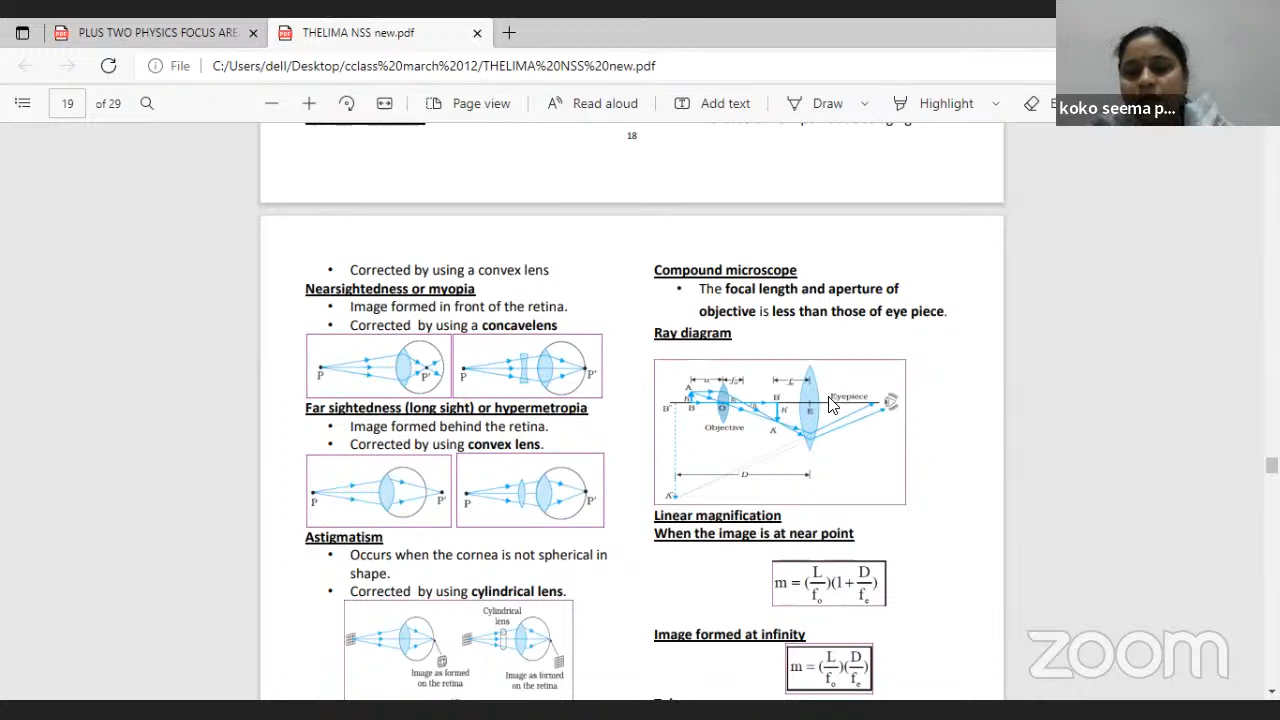 PLUS TWO PHYSICS FOCUS ARE
THELIMA NSS new.pdf
File
C:/Users/dell/Desktop/cclass%20march%2012/THELIMA%20NSS%20new.pdf
19 of 29
Page view
Read aloud
Add text
Draw
Highlight
koko seema p...
18
• Corrected by using a convex lens
Nearsightedness or myopia
• Image formed in front of the retina.
• Corrected by using a concavelens
P P'
P P'
Far sightedness (long sight) or hypermetropia
• Image formed behind the retina.
• Corrected by using convex lens.
P P'
P P'
Astigmatism
• Occurs when the cornea is not spherical in
shape.
• Corrected by using cylindrical lens.
Cylindrical
lens
Image as formed
on the retina
Image as formed
on the retina
Compound microscope
• The focal length and aperture of
objective is less than those of eye piece.
Ray diagram
A
B
O
E
Eyepiece
Objective
D
Linear magnification
When the image is at near point
m = (L/fo)(1+D/fe)
Image formed at infinity
m = (L/fo)(D/fe)
zoom